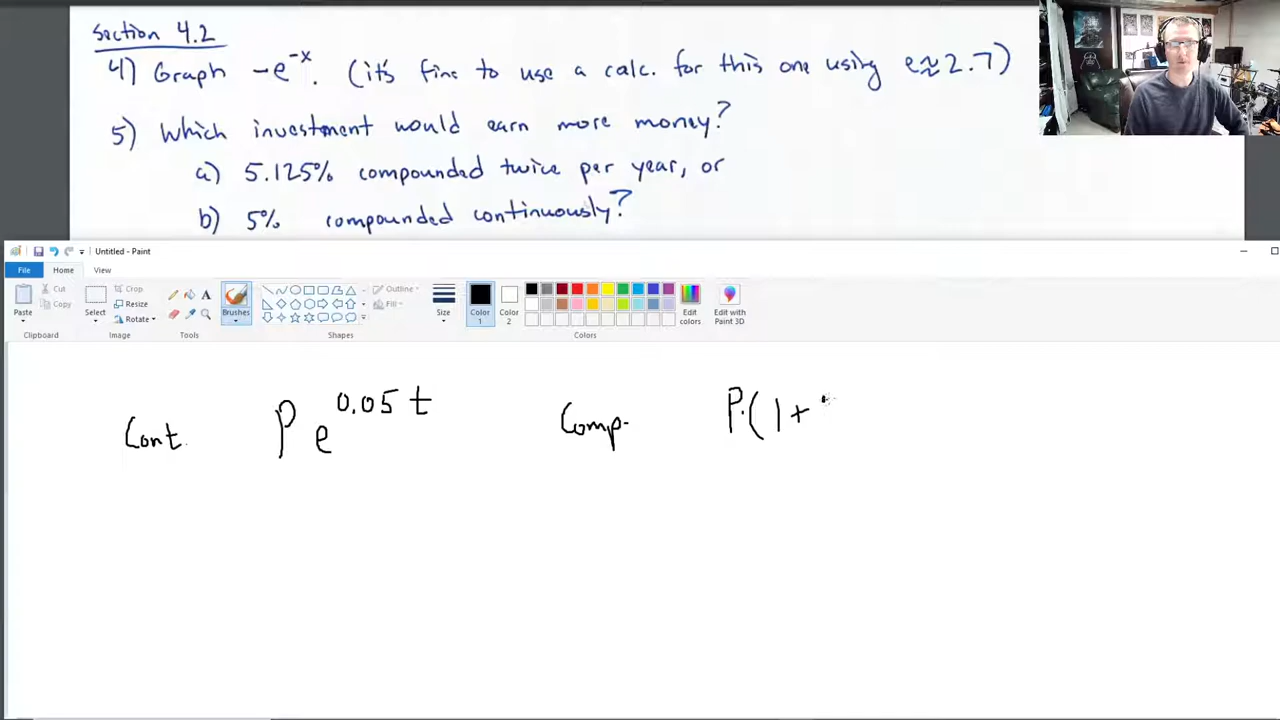 Section 4.2
4) Graph -e^-x. (it's fine to use a calc. for this one using e≈2.7)
5) Which investment would earn more money?
a) 5.125% compounded twice per year, or
b) 5% compounded continuously?
Untitled - Paint
File Home View
Paste Cut Copy Select Crop Resize Rotate Brushes Outline Fill Size Color 1 Color 2 Edit colors Edit with Paint 3D
Clipboard Image Tools Shapes Colors
Cont. P e^0.05 t Comp. P·(1+